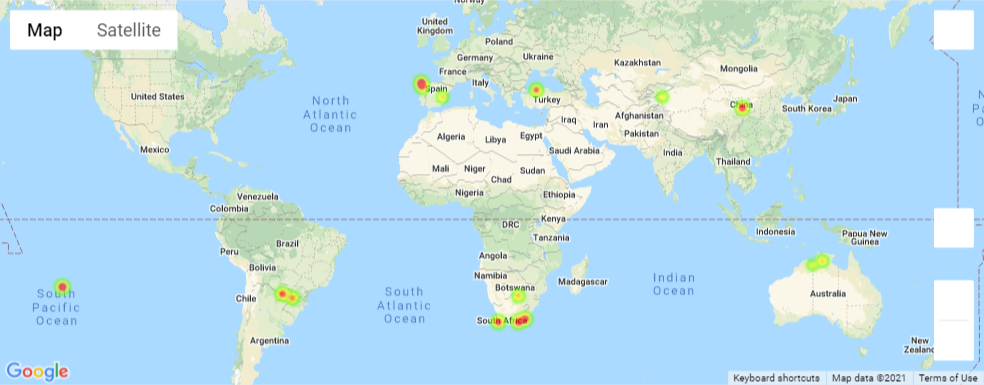 Norway
Map
Satellite
United
Kingdom
Poland
Germany
Ukraine
Kazakhstan
Mongolia
France
Italy
Spain
Turkey
United States
North
Atlantic
Ocean
China
South Korea
Japan
Afghanistan
Iraq
Iran
Pakistan
Algeria
Libya
Egypt
Mexico
Saudi Arabia
India
Thailand
Mali
Niger
Sudan
Chad
Nigeria
Ethiopia
Venezuela
Colombia
DRC
Kenya
Tanzania
Indonesia
Papua New
Guinea
Brazil
Peru
Angola
Bolivia
Namibia
Botswana
Madagascar
Indian
Ocean
South
Pacific
Ocean
Chile
South
Atlantic
Ocean
Australia
South Africa
Argentina
New
Zealand
Google
Keyboard shortcuts
Map data ©2021
Terms of Use